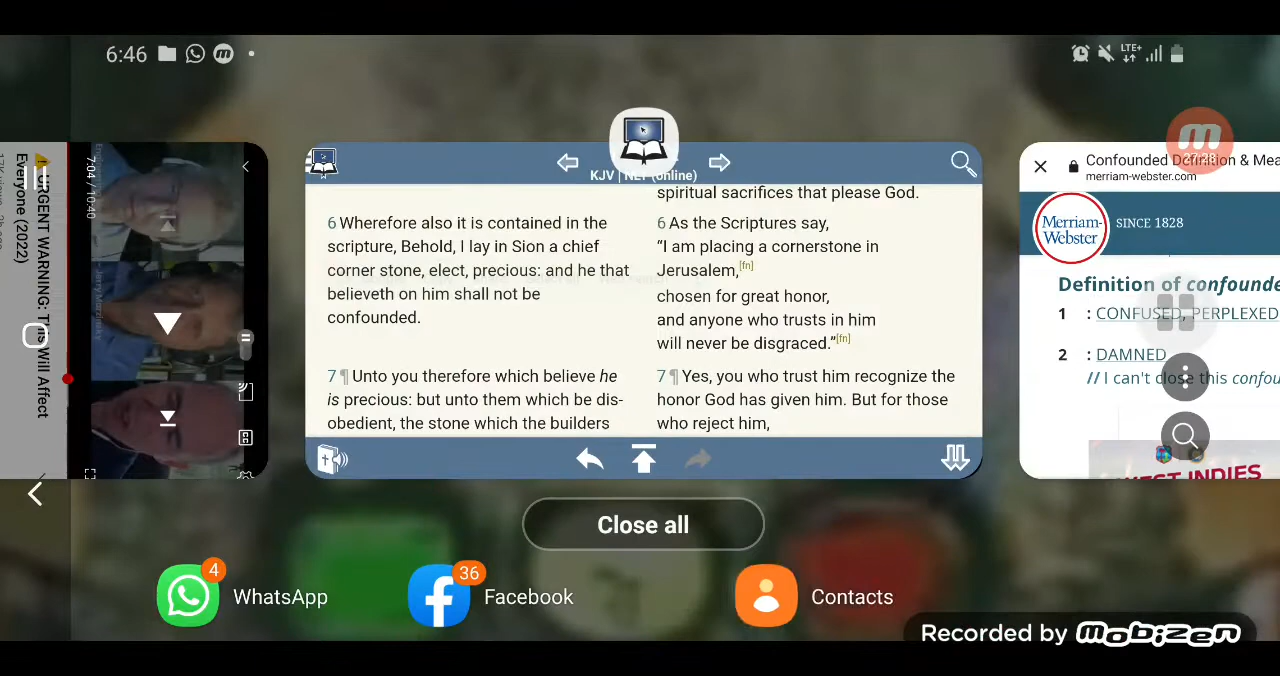 6:46
LTE+
URGENT WARNING: This Will Affect
Everyone (2022)
7:04 / 10:40
KJV | NLT (online)
spiritual sacrifices that please God.
6 Wherefore also it is contained in the
scripture, Behold, I lay in Sion a chief
corner stone, elect, precious: and he that
believeth on him shall not be
confounded.
7 ¶ Unto you therefore which believe he
is precious: but unto them which be dis-
obedient, the stone which the builders
6 As the Scriptures say,
“I am placing a cornerstone in
Jerusalem,[fn]
chosen for great honor,
and anyone who trusts in him
will never be disgraced.”[fn]
7 ¶ Yes, you who trust him recognize the
honor God has given him. But for those
who reject him,
Confounded Definition & Mea
merriam-webster.com
Merriam-
Webster
SINCE 1828
Definition of confounde
1 : CONFUSED, PERPLEXED
2 : DAMNED
// I can't close this confou
WEST INDIES
Close all
4
WhatsApp
36
Facebook
Contacts
Recorded by mobizen